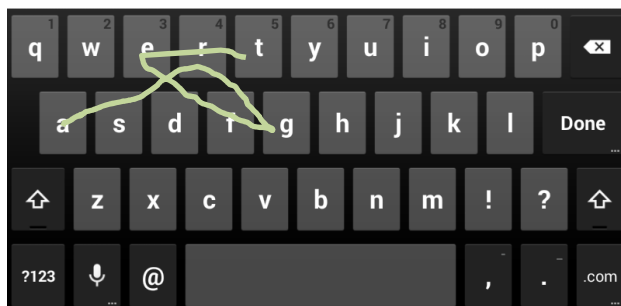 1 2 3 4 5 6 7 8 9 0
q w e r t y u i o p
a s d f g h j k l Done ...
z x c v b n m ! ?
?123 ... @ , - . _ .com ...